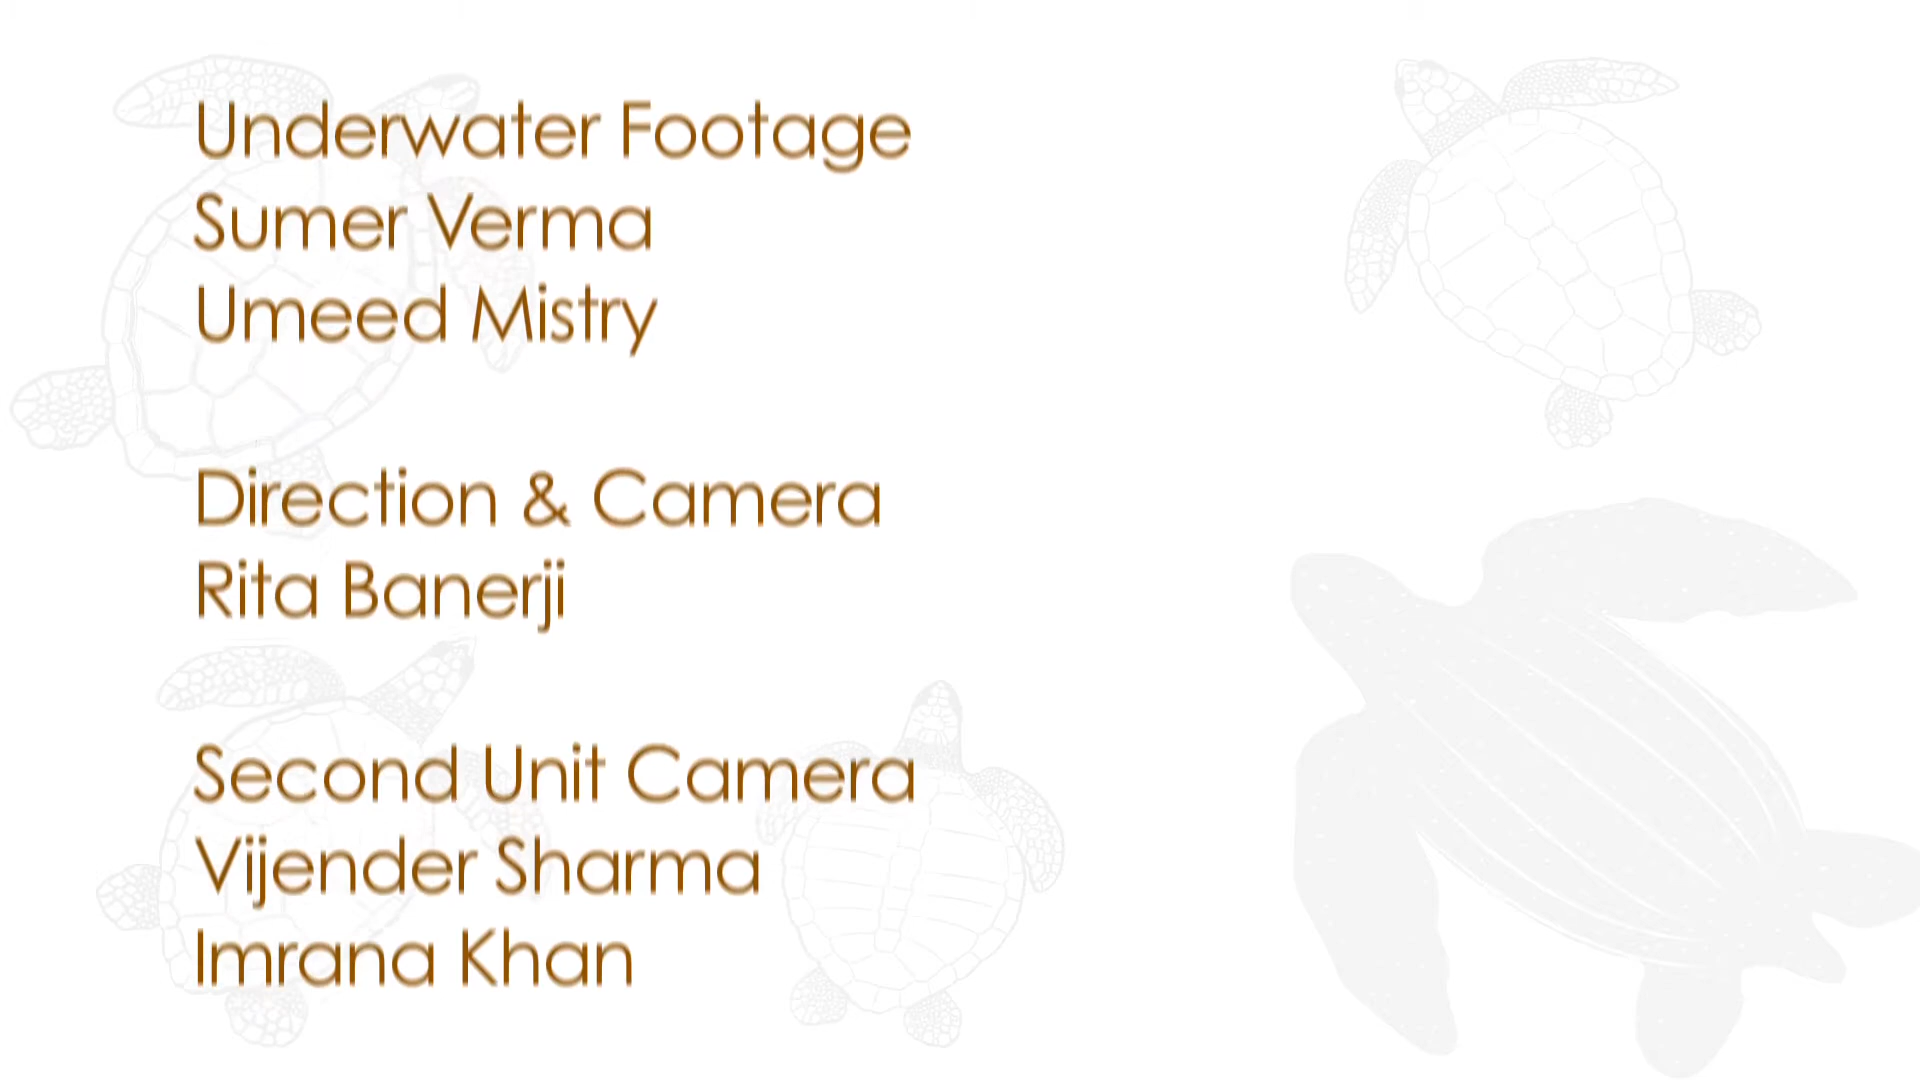 Underwater Footage
Sumer Verma
Umeed Mistry
Direction & Camera
Rita Banerji
Second Unit Camera
Vijender Sharma
Imrana Khan